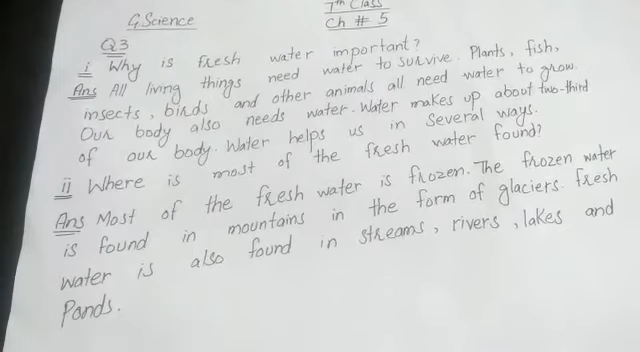 7th Class
G.Science
Ch # 5
Q3
i Why is fresh water important?
Ans All living things need water to survive. Plants, fish,
insects, birds and other animals all need water to grow.
Our body also needs water. Water makes up about two-third
of our body. Water helps us in several ways.
ii Where is most of the fresh water found?
Ans Most of the fresh water is frozen. The frozen water
is found in mountains in the form of glaciers. Fresh
water is also found in streams, rivers, lakes and
Ponds.